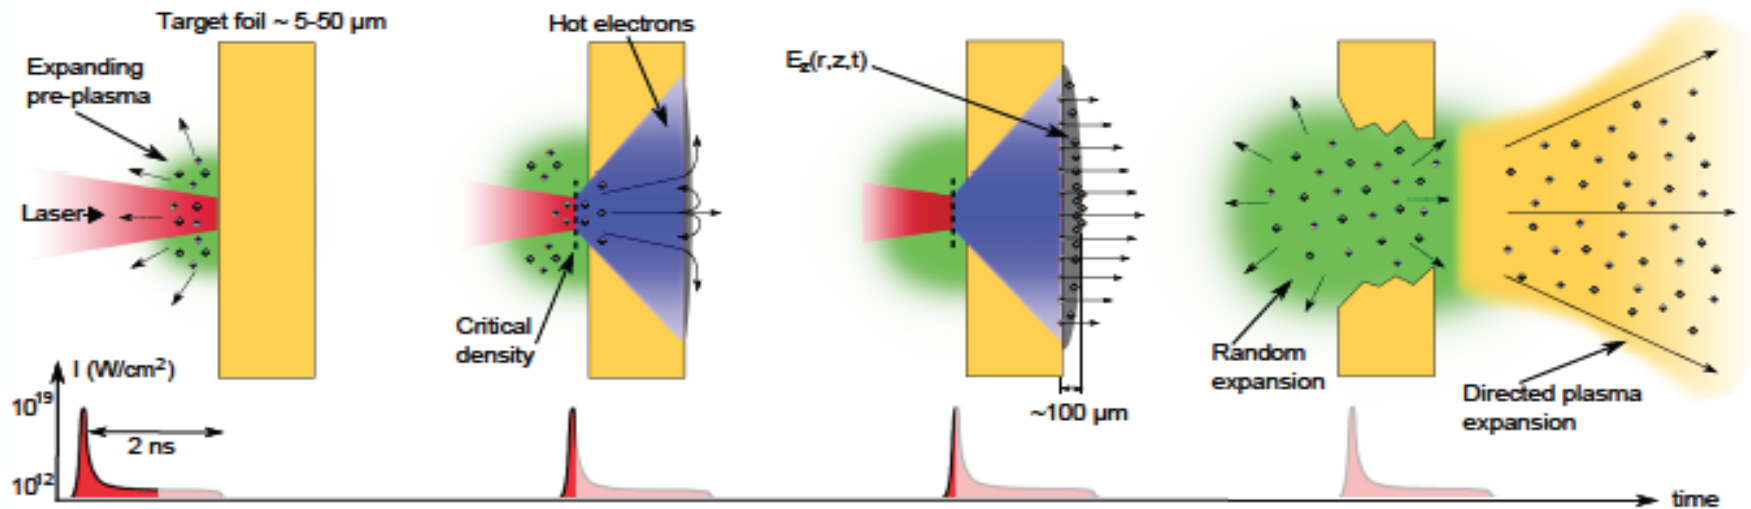 Target foil ~ 5-50 µm
Expanding
pre-plasma
Laser
Hot electrons
Critical
density
E_z(r,z,t)
~100 µm
Random
expansion
Directed plasma
expansion
I (W/cm²)
10¹⁹
2 ns
10¹²
time